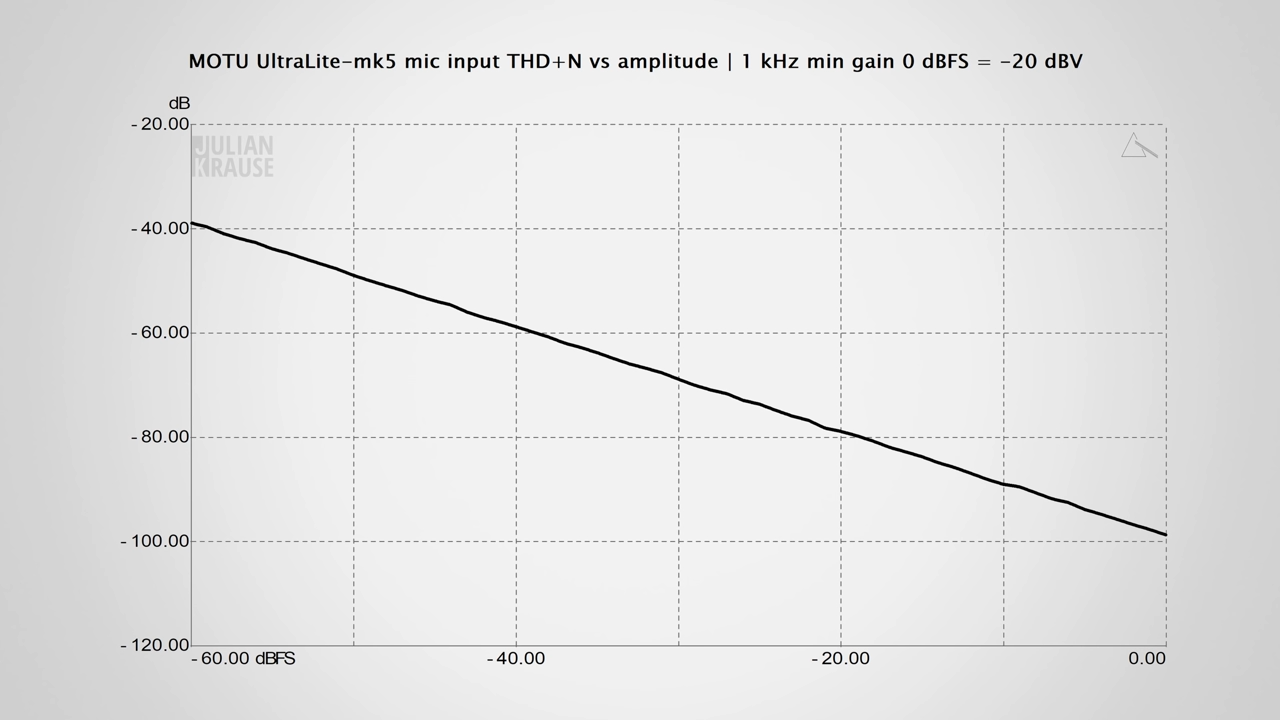 MOTU UltraLite-mk5 mic input THD+N vs amplitude | 1 kHz min gain 0 dBFS = -20 dBV
dB
-20.00
JULIAN
KRAUSE
-40.00
-60.00
-80.00
-100.00
-120.00
-60.00 dBFS -40.00 -20.00 0.00